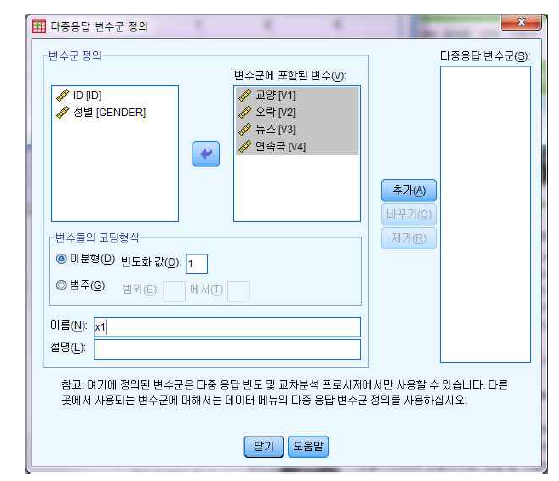 다중응답 변수군 정의
변수군 정의
변수군에 포함된 변수(V):
다중응답 변수군(S):
ID [ID]
성별 [GENDER]
교양 [V1]
오락 [V2]
뉴스 [V3]
연속극 [V4]
추가(A)
바꾸기(C)
제거(R)
변수들의 코딩형식
이분형(D) 빈도화 값(O): 1
범주(G) 범위(E): 에서(T)
이름(N): x1
설명(L):
참고: 여기에 정의된 변수군은 다중 응답 빈도 및 교차분석 프로시저에서만 사용할 수 있습니다. 다른
곳에서 사용되는 변수군에 대해서는 데이터 메뉴의 다중 응답 변수군 정의를 사용하십시오.
닫기 도움말